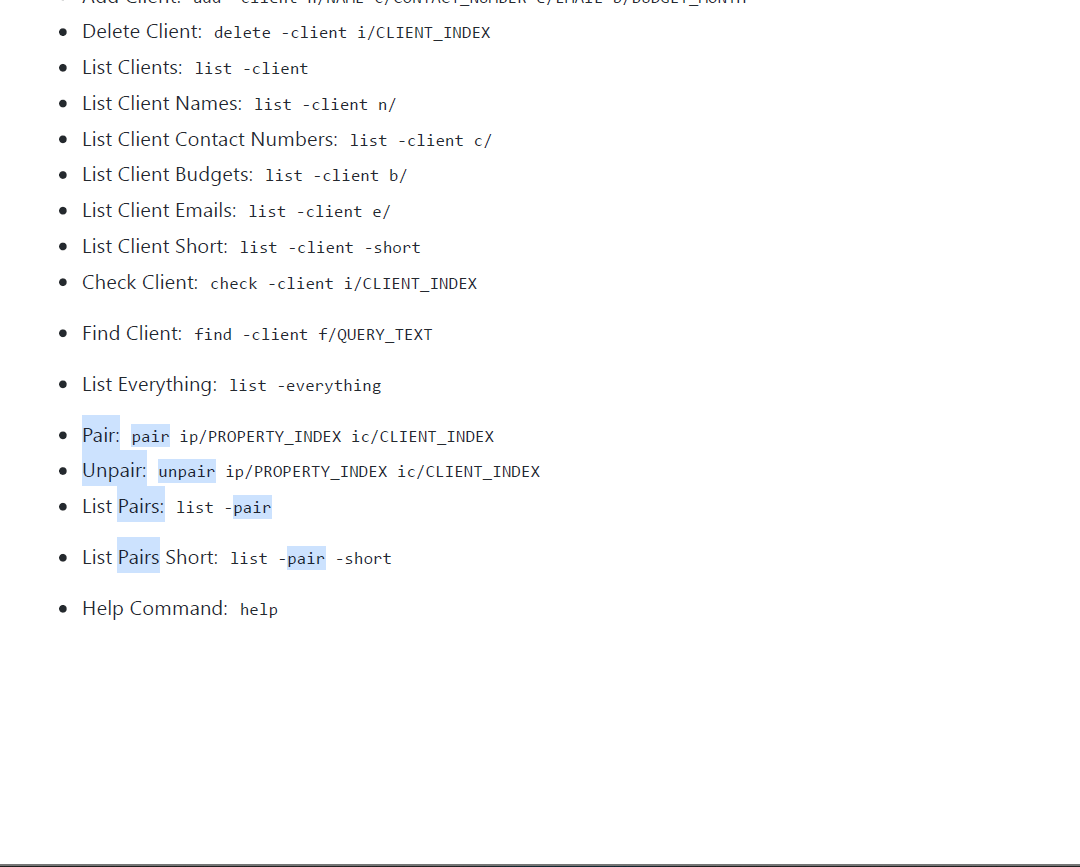 Add Client: add -client n/NAME c/CONTACT_NUMBER e/EMAIL b/BUDGET_MONTH
Delete Client: delete -client i/CLIENT_INDEX
List Clients: list -client
List Client Names: list -client n/
List Client Contact Numbers: list -client c/
List Client Budgets: list -client b/
List Client Emails: list -client e/
List Client Short: list -client -short
Check Client: check -client i/CLIENT_INDEX
Find Client: find -client f/QUERY_TEXT
List Everything: list -everything
Pair: pair ip/PROPERTY_INDEX ic/CLIENT_INDEX
Unpair: unpair ip/PROPERTY_INDEX ic/CLIENT_INDEX
List Pairs: list -pair
List Pairs Short: list -pair -short
Help Command: help